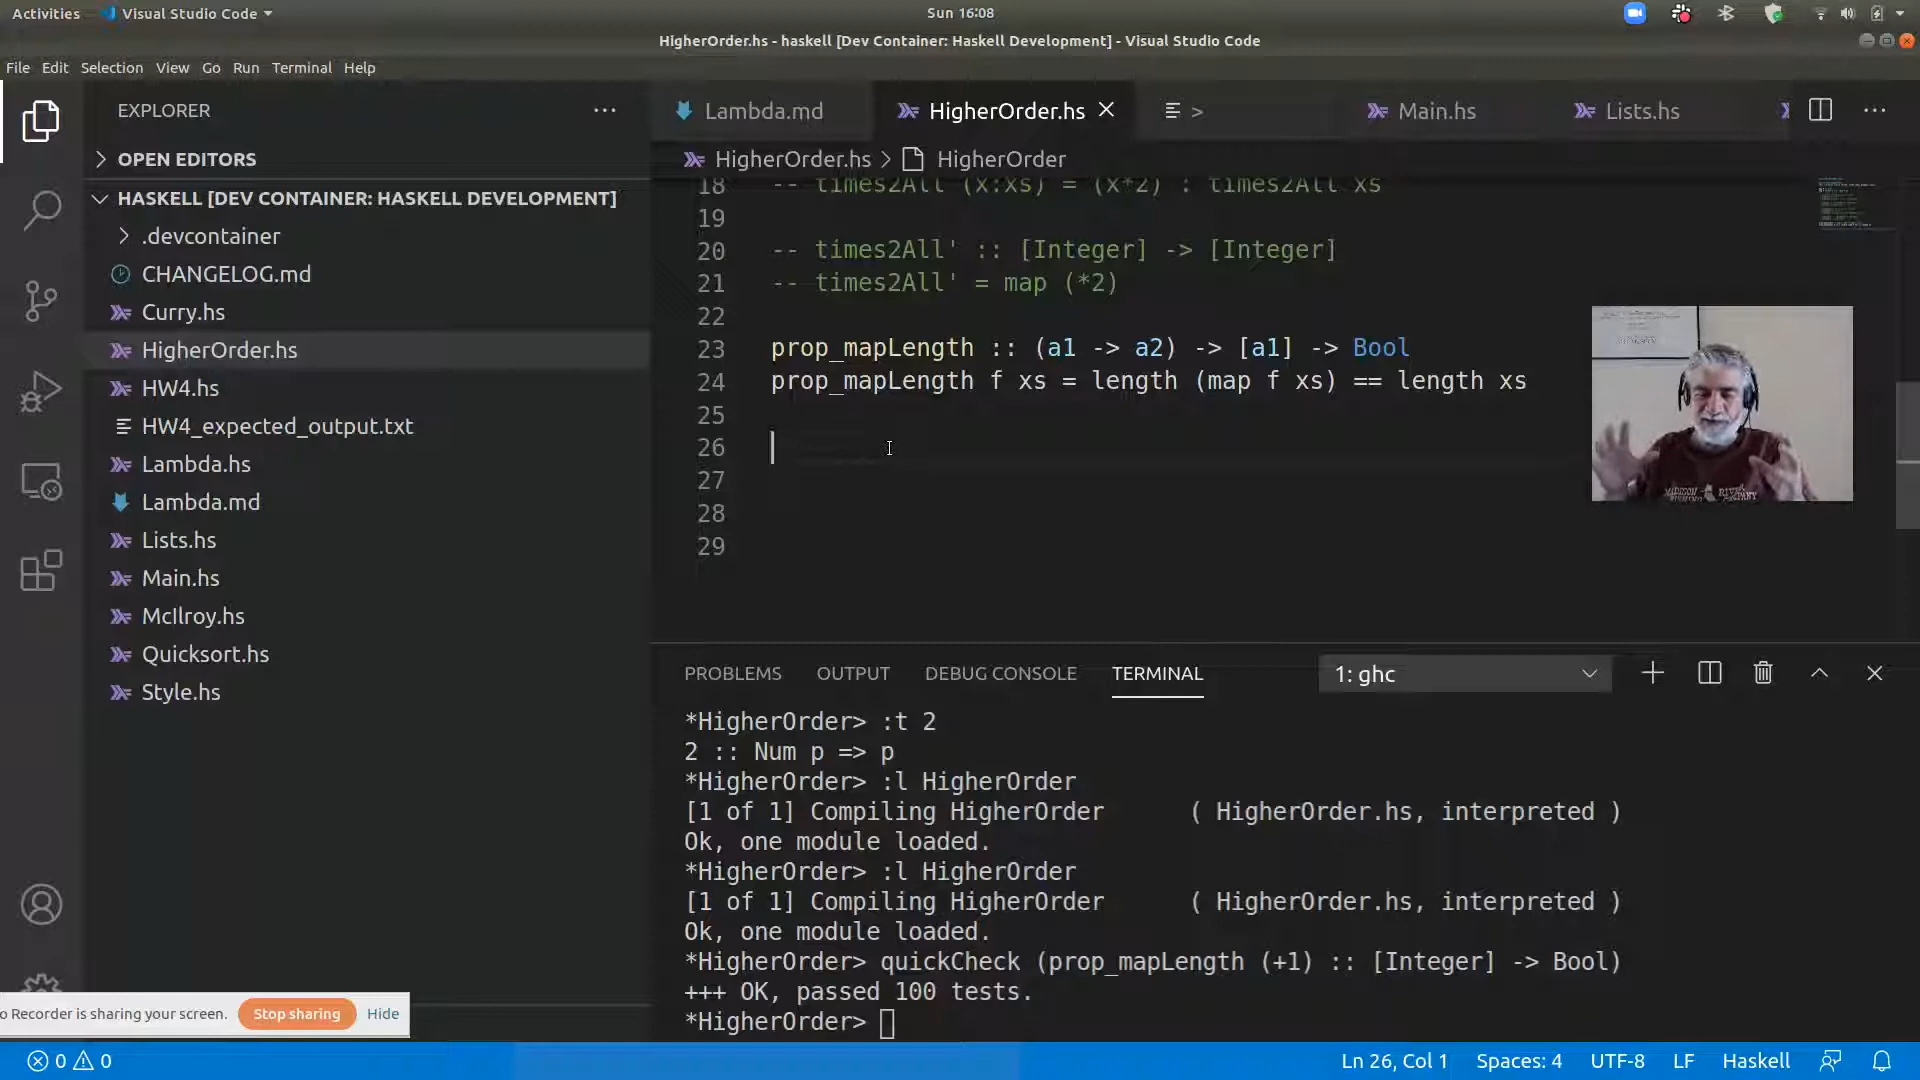 Activities Visual Studio Code Sun 16:08
HigherOrder.hs - haskell [Dev Container: Haskell Development] - Visual Studio Code
File Edit Selection View Go Run Terminal Help
EXPLORER
OPEN EDITORS
HASKELL [DEV CONTAINER: HASKELL DEVELOPMENT]
.devcontainer
CHANGELOG.md
Curry.hs
HigherOrder.hs
HW4.hs
HW4_expected_output.txt
Lambda.hs
Lambda.md
Lists.hs
Main.hs
McIlroy.hs
Quicksort.hs
Style.hs
Lambda.md HigherOrder.hs > Main.hs Lists.hs
HigherOrder.hs > HigherOrder
18 -- times2All (x:xs) = (x*2) : times2All xs
19
20 -- times2All' :: [Integer] -> [Integer]
21 -- times2All' = map (*2)
22
23 prop_mapLength :: (a1 -> a2) -> [a1] -> Bool
24 prop_mapLength f xs = length (map f xs) == length xs
25
26
27
28
29
MADISON RIVER
PROBLEMS OUTPUT DEBUG CONSOLE TERMINAL 1: ghc
*HigherOrder> :t 2
2 :: Num p => p
*HigherOrder> :l HigherOrder
[1 of 1] Compiling HigherOrder ( HigherOrder.hs, interpreted )
Ok, one module loaded.
*HigherOrder> :l HigherOrder
[1 of 1] Compiling HigherOrder ( HigherOrder.hs, interpreted )
Ok, one module loaded.
*HigherOrder> quickCheck (prop_mapLength (+1) :: [Integer] -> Bool)
+++ OK, passed 100 tests.
*HigherOrder>
o Recorder is sharing your screen. Stop sharing Hide
0 0 Ln 26, Col 1 Spaces: 4 UTF-8 LF Haskell